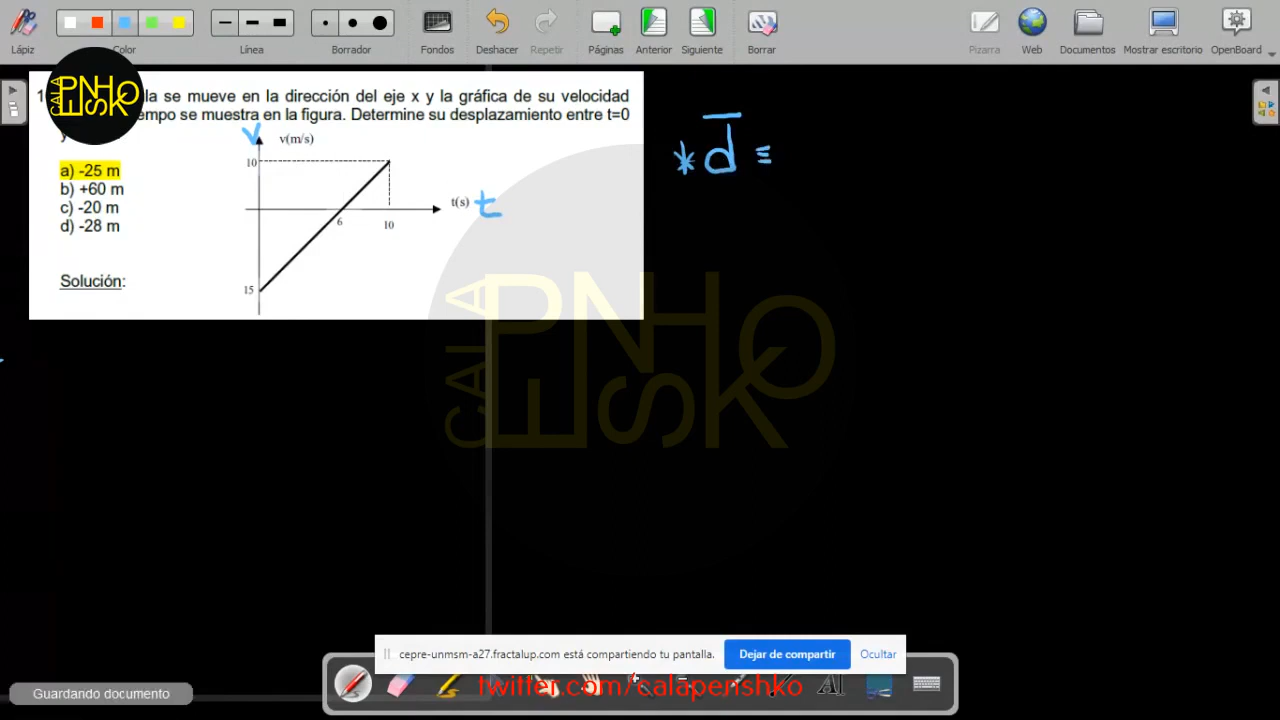 Lápiz Color Línea Borrador Fondos Deshacer Repetir Páginas Anterior Siguiente Borrar Pizarra Web Documentos Mostrar escritorio OpenBoard
CALA PNHO ESK
1 la se mueve en la dirección del eje x y la gráfica de su velocidad
empo se muestra en la figura. Determine su desplazamiento entre t=0
y
a) -25 m
b) +60 m
c) -20 m
d) -28 m
Solución:
V
v(m/s)
10
t(s) t
6
10
15
* d =
CALA PNHO ESK
cepre-unmsm-a27.fractalup.com está compartiendo tu pantalla. Dejar de compartir Ocultar
Guardando documento
twitter.com/calapenshko